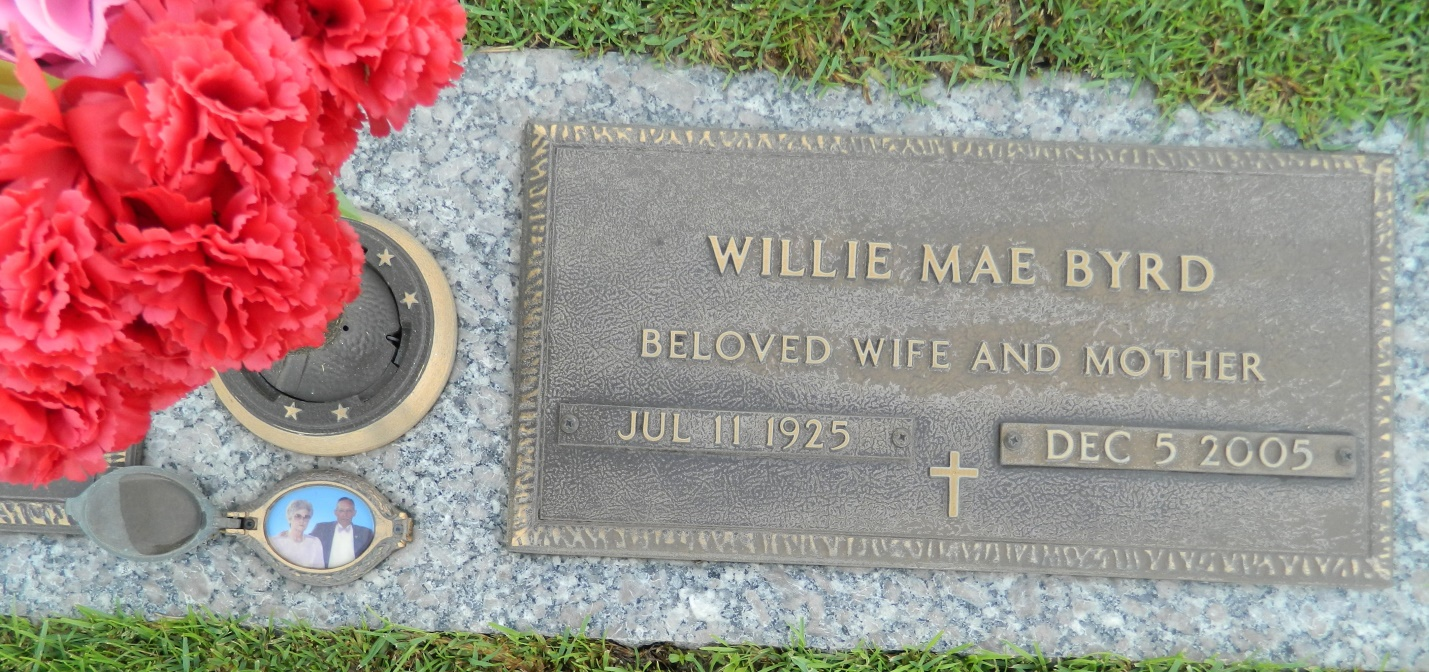 WILLIE MAE BYRD
BELOVED WIFE AND MOTHER
JUL 11 1925
DEC 5 2005